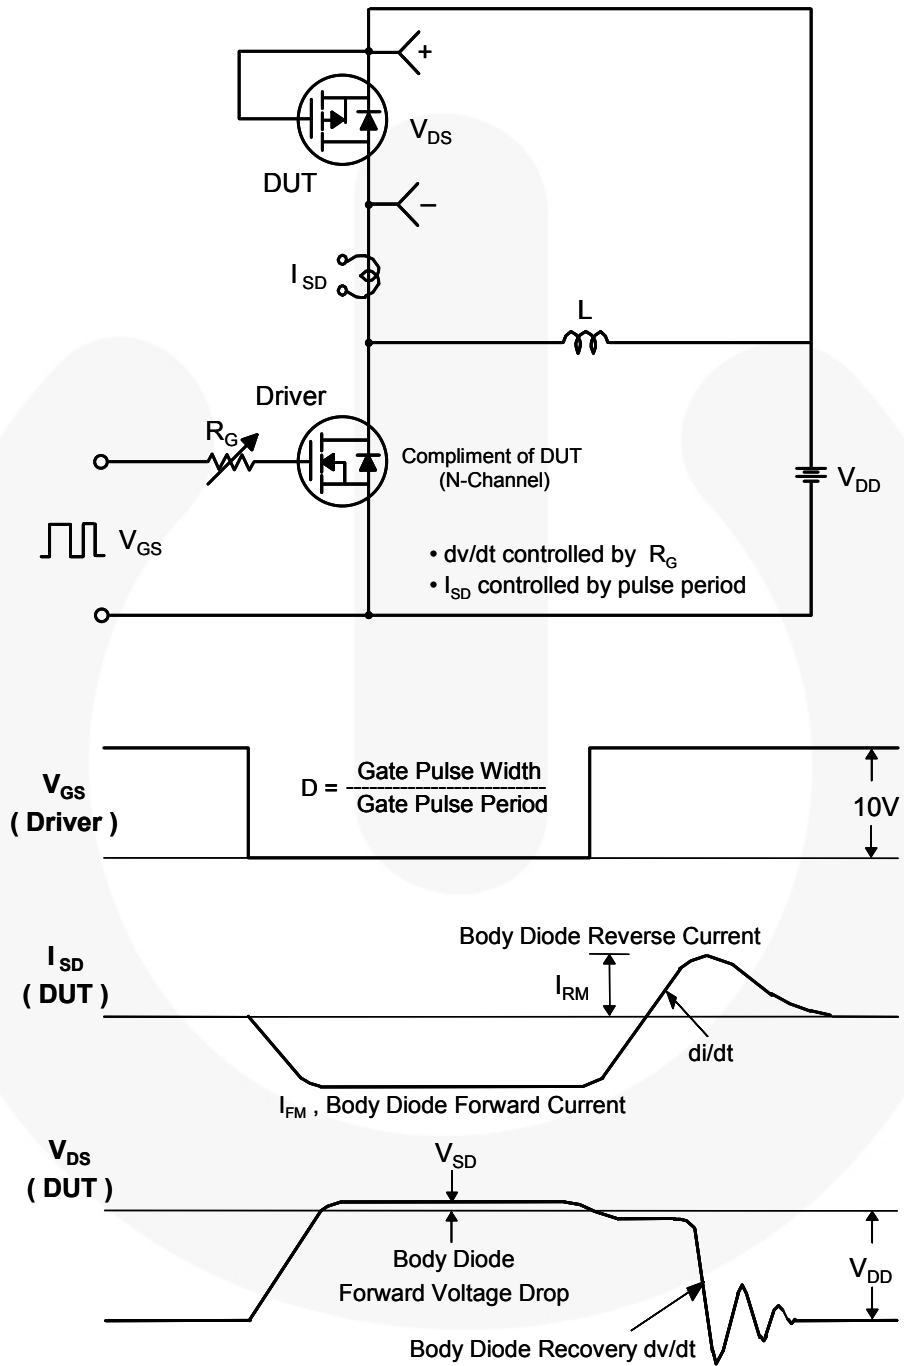 +
V_DS
DUT
–
I_SD
L
Driver
R_G
Compliment of DUT
(N-Channel)
V_DD
V_GS
• dv/dt controlled by R_G
• I_SD controlled by pulse period
V_GS
( Driver )
D = Gate Pulse Width
Gate Pulse Period
10V
I_SD
( DUT )
Body Diode Reverse Current
I_RM
di/dt
I_FM , Body Diode Forward Current
V_DS
( DUT )
V_SD
Body Diode
Forward Voltage Drop
V_DD
Body Diode Recovery dv/dt